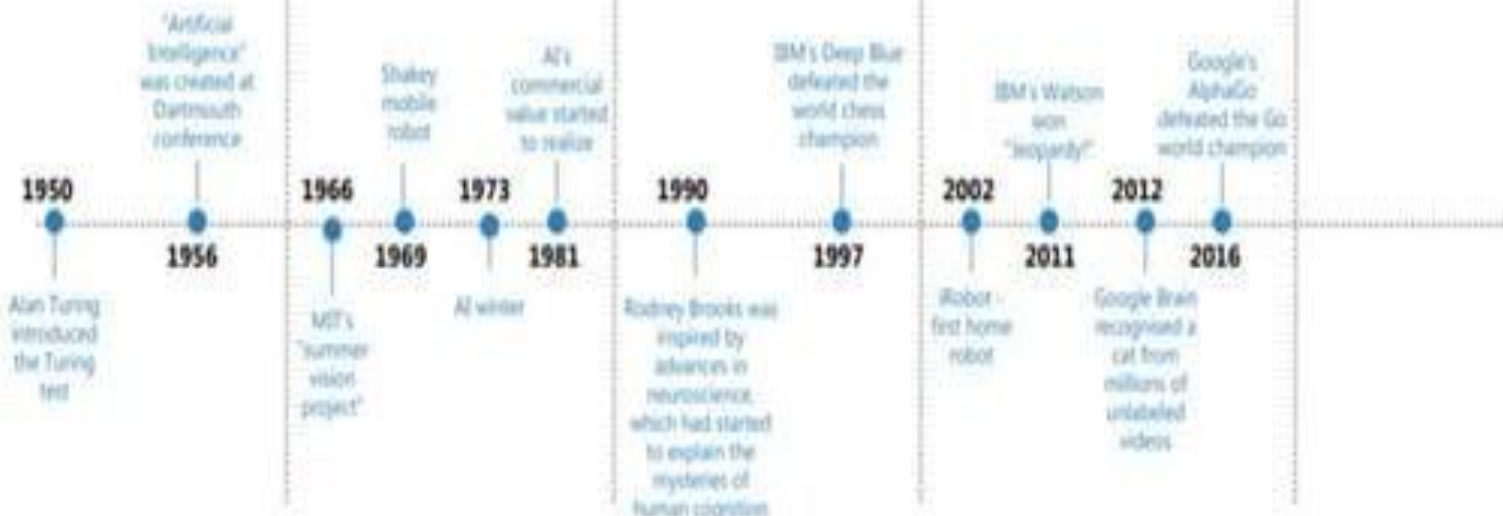 "Artificial
Intelligence"
was created at
Dartmouth
conference
1950
1956
Alan Turing
introduced
the Turing
test
Shakey
mobile
robot
AI's
commercial
value started
to realize
1966
1969
1973
1981
MIT's
"summer
vision
project"
AI winter
IBM's Deep Blue
defeated the
world chess
champion
1990
1997
Rodney Brooks was
inspired by
advances in
neuroscience,
which had started
to explain the
mysteries of
human cognition
IBM's Watson
won
"Jeopardy!"
Google's
AlphaGo
defeated the Go
world champion
2002
2011
2012
2016
iRobot -
first home
robot
Google Brain
recognised a
cat from
millions of
unlabeled
videos